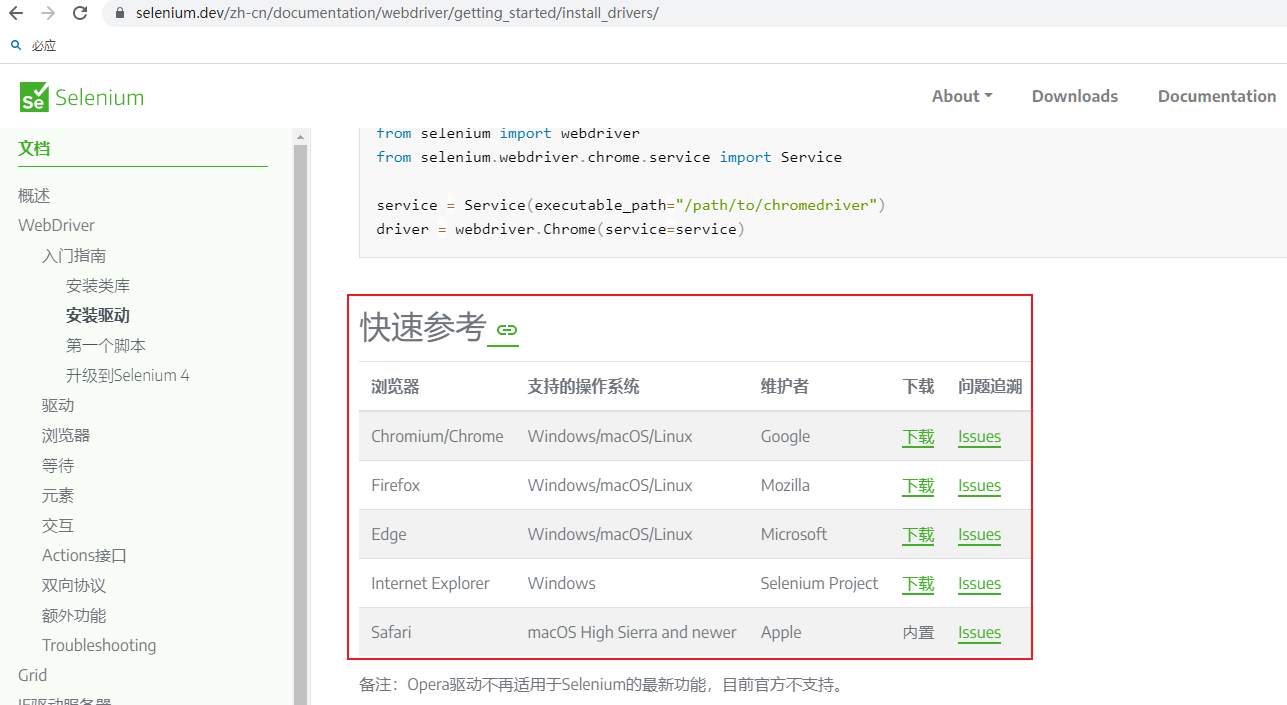 selenium.dev/zh-cn/documentation/webdriver/getting_started/install_drivers/
必应
Se Selenium
About Downloads Documentation
文档
概述
WebDriver
入门指南
安装类库
安装驱动
第一个脚本
升级到Selenium 4
驱动
浏览器
等待
元素
交互
Actions接口
双向协议
额外功能
Troubleshooting
Grid
IE驱动服务器
from selenium import webdriver
from selenium.webdriver.chrome.service import Service
service = Service(executable_path="/path/to/chromedriver")
driver = webdriver.Chrome(service=service)
快速参考
浏览器 支持的操作系统 维护者 下载 问题追溯
Chromium/Chrome Windows/macOS/Linux Google 下载 Issues
Firefox Windows/macOS/Linux Mozilla 下载 Issues
Edge Windows/macOS/Linux Microsoft 下载 Issues
Internet Explorer Windows Selenium Project 下载 Issues
Safari macOS High Sierra and newer Apple 内置 Issues
备注：Opera驱动不再适用于Selenium的最新功能，目前官方不支持。